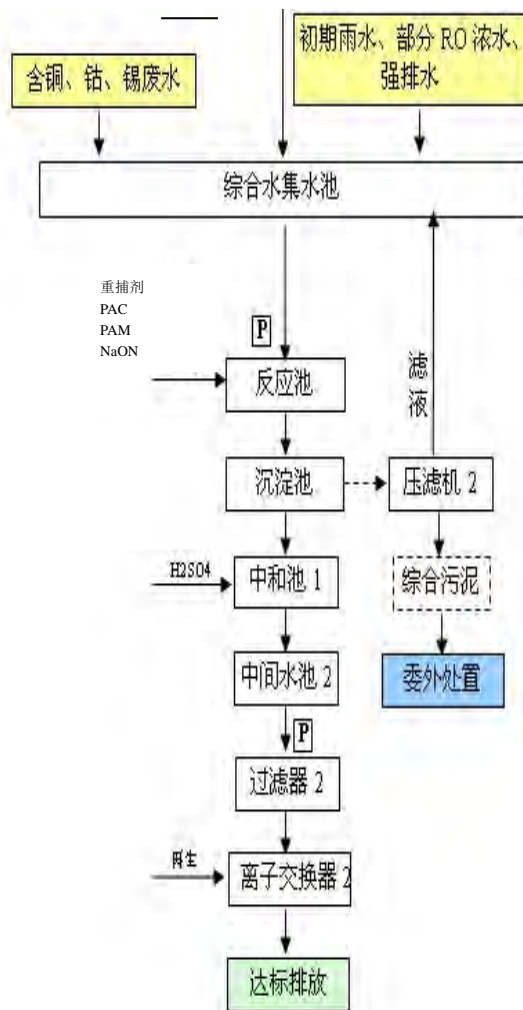 含铜、钴、锡废水
初期雨水、部分 RO 浓水、
强排水
综合水集水池
重捕剂
PAC
PAM
NaON
P
反应池
滤
液
沉淀池
压滤机 2
H2SO4
中和池 1
综合污泥
中间水池 2
委外处置
P
过滤器 2
再生
离子交换器 2
达标排放